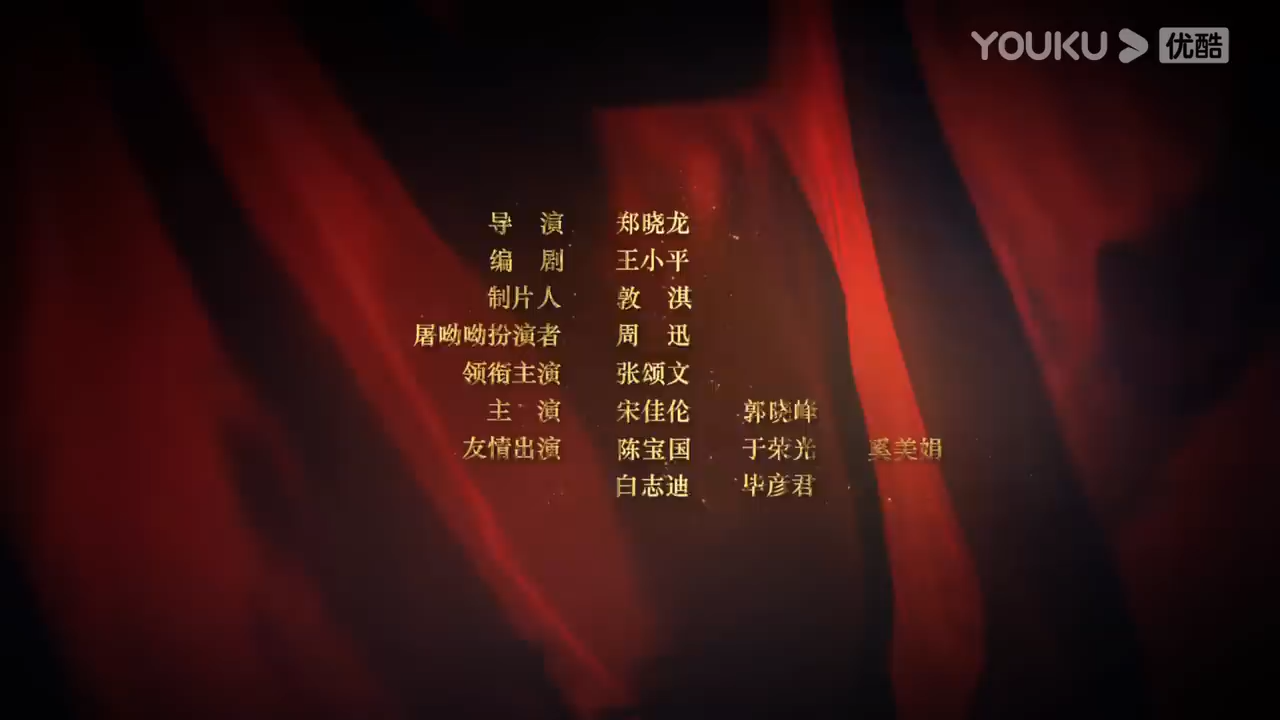 YOUKU 优酷
导 演 郑晓龙
编 剧 王小平
制片人 敦 淇
屠呦呦扮演者 周 迅
领衔主演 张颂文
主 演 宋佳伦 郭晓峰
友情出演 陈宝国 于荣光 奚美娟
白志迪 毕彦君